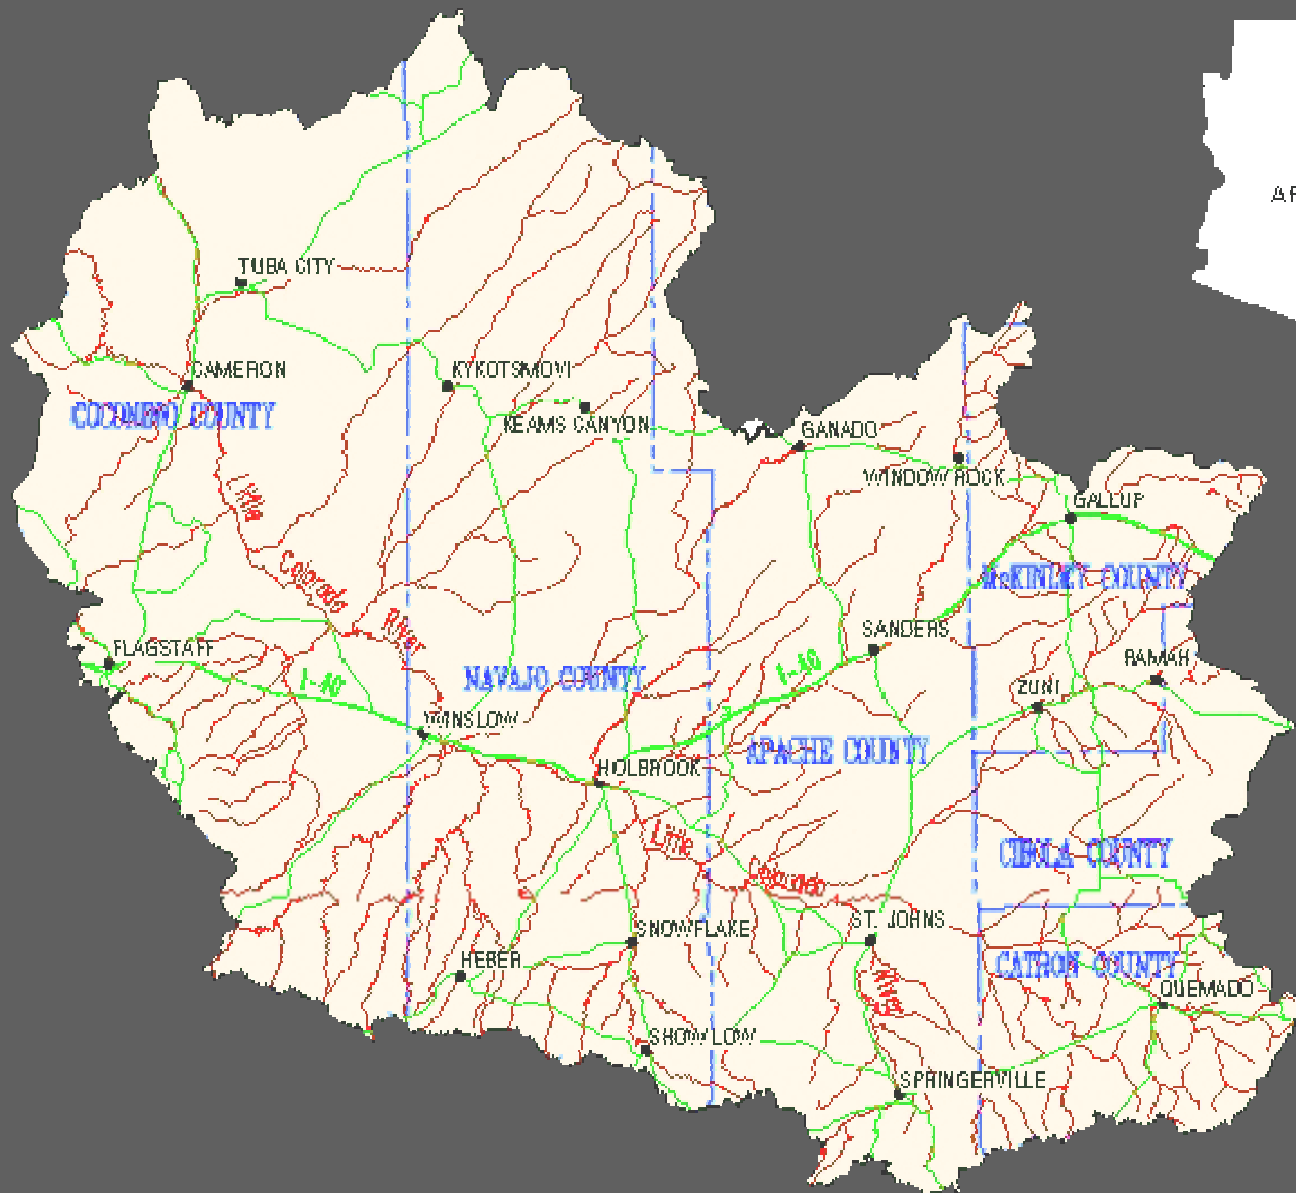 AR
TUBA CITY
CAMERON
KYKOTSMOVI
COCONINO COUNTY
KEAMS CANYON
GANADO
WINDOW ROCK
GALLUP
Little
Colorado
River
McKINLEY COUNTY
SANDERS
FLAGSTAFF
I-40
NAVAJO COUNTY
I-40
RAMAH
ZUNI
WINSLOW
APACHE COUNTY
HOLBROOK
Little
Colorado
CIBOLA COUNTY
ST. JOHNS
SNOWFLAKE
HEBER
CATRON COUNTY
River
QUEMADO
SHOW LOW
SPRINGERVILLE